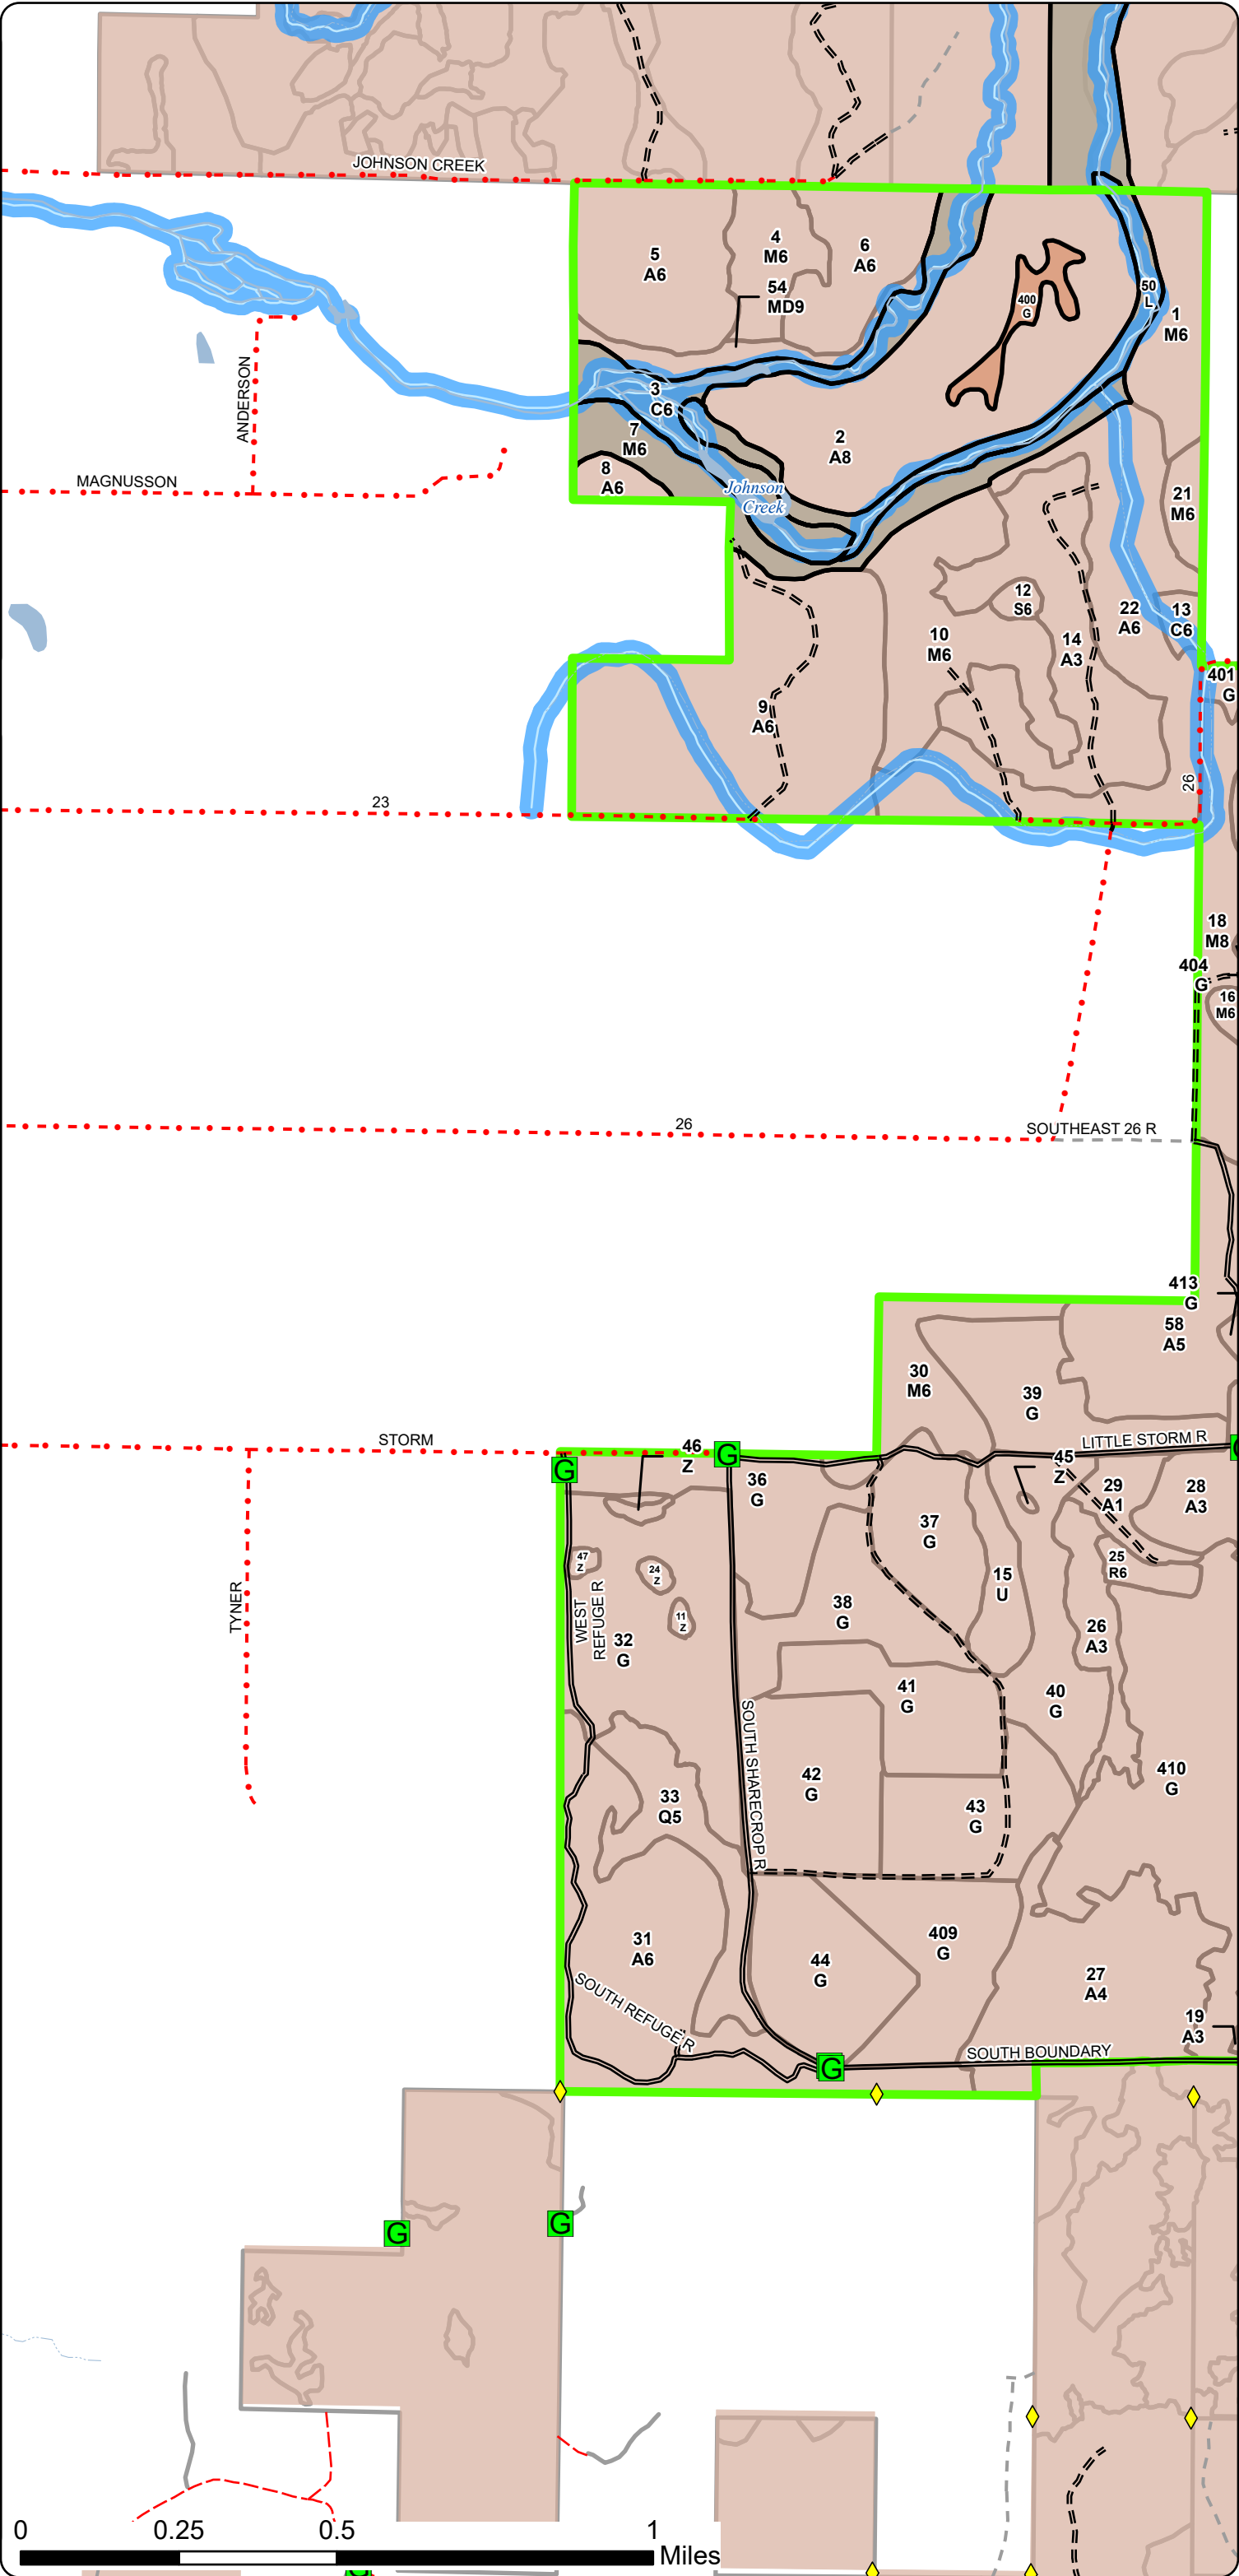 JOHNSON CREEK
5
A6
4
M6
6
A6
54
MD9
400
G
50
L
1
M6
3
C6
7
M6
8
A6
2
A8
ANDERSON
MAGNUSSON
Johnson
Creek
21
M6
12
S6
22
A6
13
C6
10
M6
14
A3
401
G
9
A6
26
23
18
M8
404
G
16
M6
26
SOUTHEAST 26 R
413
G
58
A5
30
M6
39
G
STORM
LITTLE STORM R
46
Z
G
G
45
Z
36
G
29
A1
28
A3
37
G
47
Z
24
Z
25
R6
15
U
TYNER
WEST
REFUGE R
11
Z
38
G
32
G
26
A3
41
G
40
G
SOUTH SHARECROP R
42
G
410
G
33
Q5
43
G
31
A6
409
G
44
G
27
A4
SOUTH REFUGE R
19
A3
SOUTH BOUNDARY
G
G
G
0
0.25
0.5
1
Miles